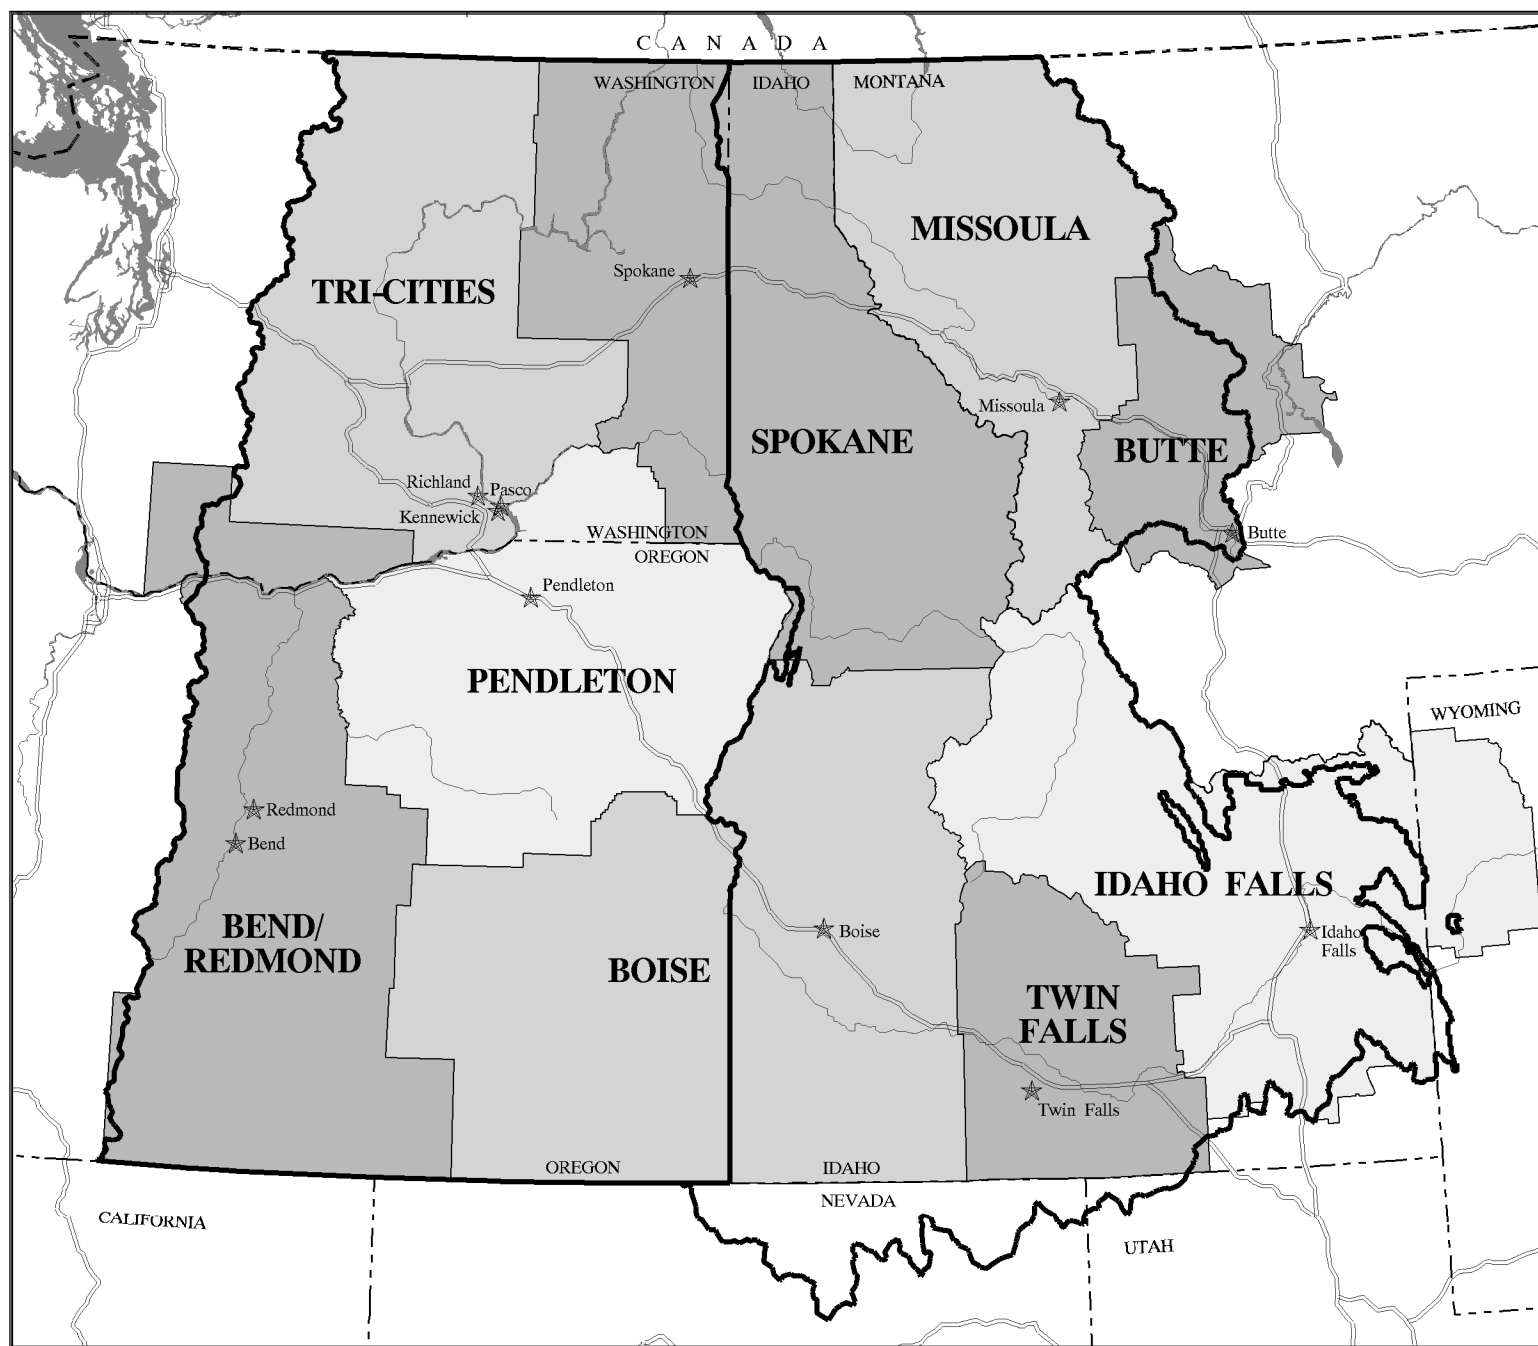 C A N A D A
WASHINGTON
IDAHO
MONTANA
MISSOULA
Spokane
TRI-CITIES
Missoula
SPOKANE
BUTTE
Richland
Pasco
Kennewick
WASHINGTON
Butte
OREGON
Pendleton
PENDLETON
WYOMING
Redmond
Bend
IDAHO FALLS
BEND/
REDMOND
Boise
Idaho
Falls
BOISE
TWIN
FALLS
Twin Falls
OREGON
IDAHO
NEVADA
CALIFORNIA
UTAH